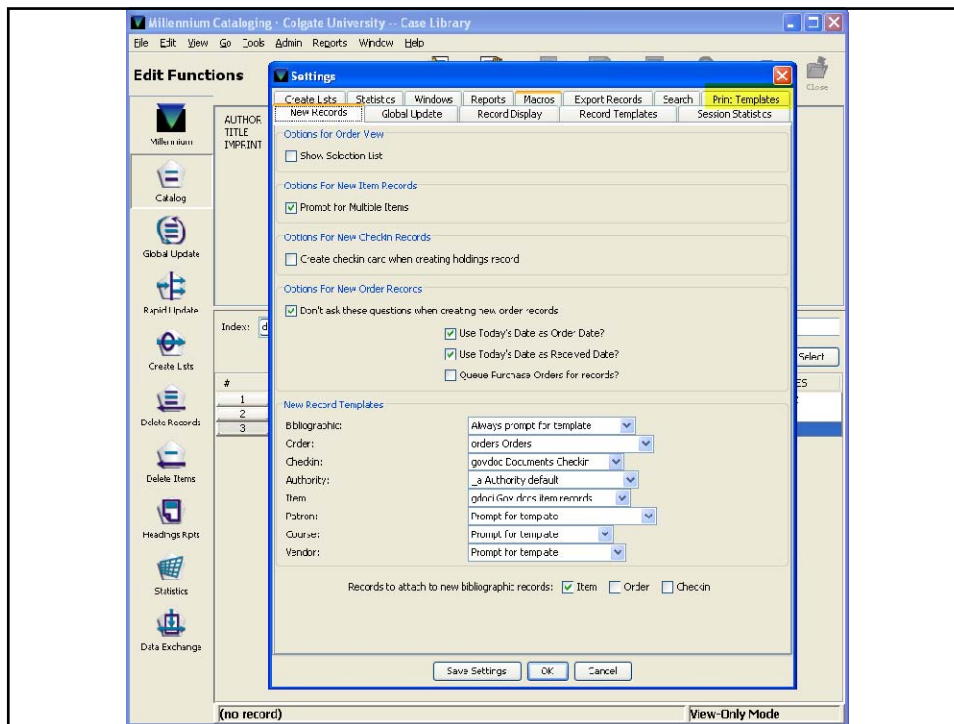 Millennium Cataloging - Colgate University -- Case Library
File Edit View Go Tools Admin Reports Window Help
Edit Functions
Close
Settings
Create Lists Statistics Windows Reports Macros Export Records Search Print Templates
New Records Global Update Record Display Record Templates Session Statistics
AUTHOR
TITLE
IMPRINT
Millennium
Catalog
Global Update
Rapid Update
Create Lists
Delete Records
Delete Items
Headings Rpts
Statistics
Data Exchange
Options for Order View
Show Selection List
Options For New Item Records
Prompt for Multiple Items
Options For New Checkin Records
Create checkin card when creating holdings record
Options For New Order Records
Don't ask these questions when creating new order records
Use Today's Date as Order Date?
Use Today's Date as Received Date?
Queue Purchase Orders for records?
Index: d
Select
#
1
2
3
New Record Templates
Bibliographic: Always prompt for template
Order: orders Orders
Checkin: govdoc Documents Checkin
Authority: _a Authority default
Item gdoci Gov docs item records
Patron: Prompt for template
Course: Prompt for template
Vendor: Prompt for template
Records to attach to new bibliographic records: Item Order Checkin
Save Settings OK Cancel
(no record) View-Only Mode